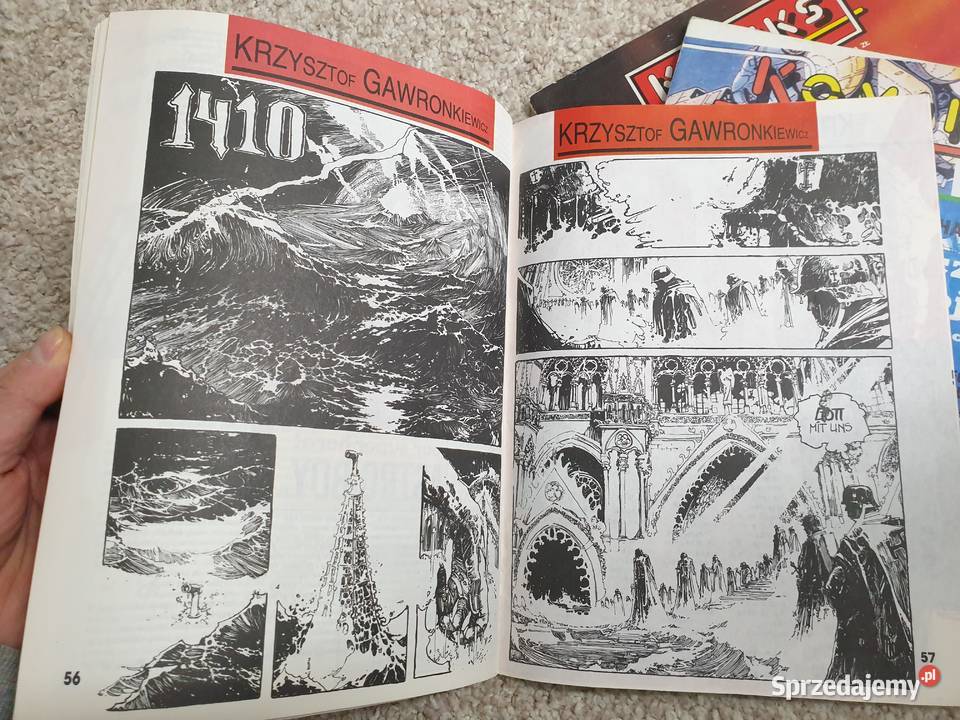 KRZYSZTOF GAWRONKIEWICZ
1410
56
KRZYSZTOF GAWRONKIEWICZ
GOTT
MIT UNS
57
Sprzedajemy.pl